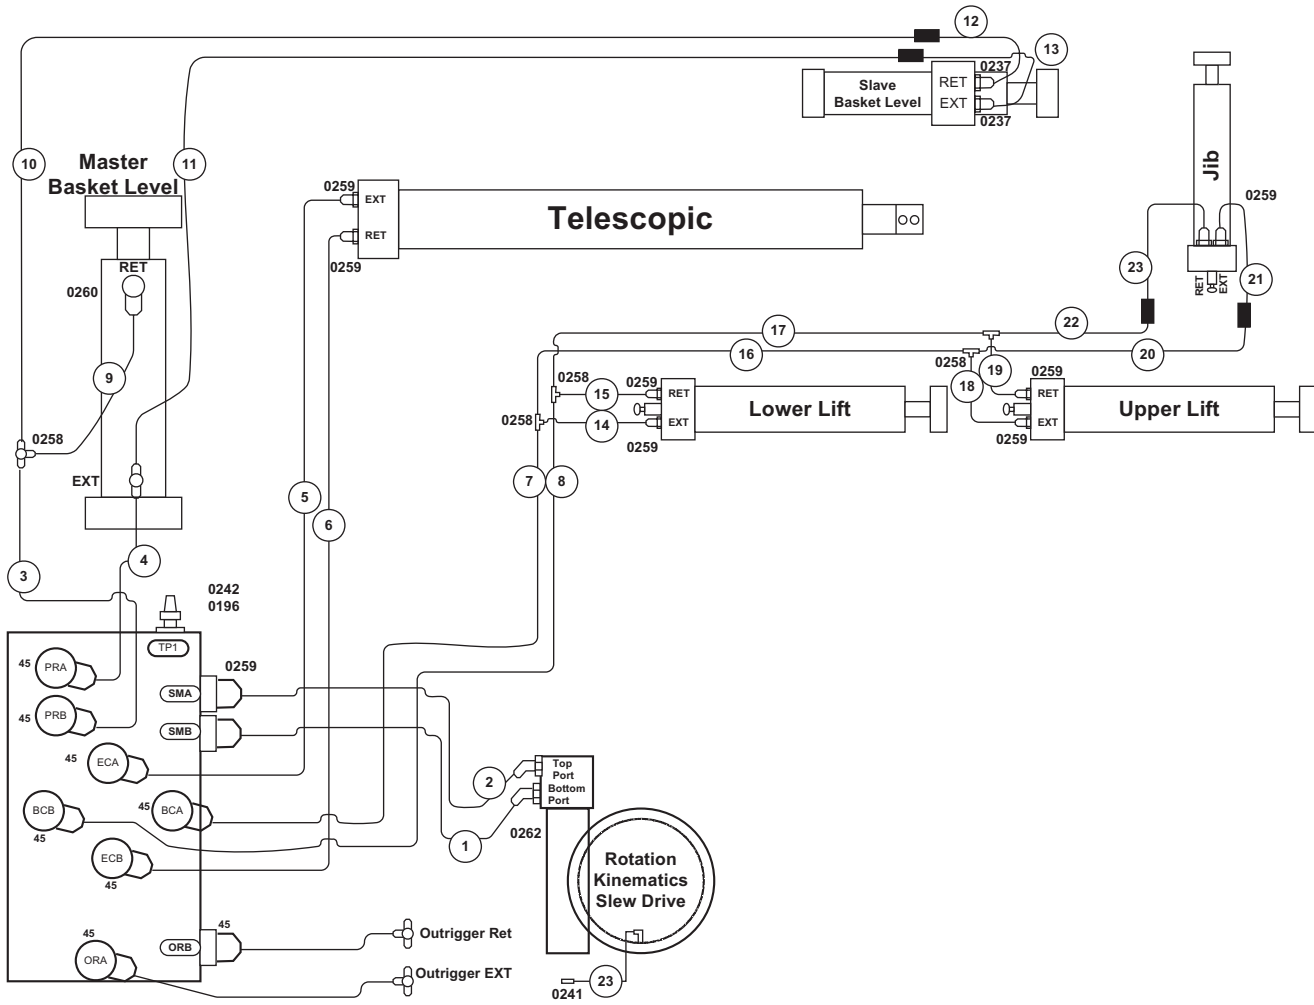 12
13
0237
RET
EXT
0237
Slave
Basket Level
10
Master
Basket Level
11
RET
0260
9
0258
EXT
3
4
0259
EXT
RET
0259
Telescopic
5
6
Jib
0259
23
RET
EXT
21
17
16
22
20
0258
19
18
0258
15
0259
RET
0258
14
EXT
0259
Lower Lift
0259
RET
EXT
0259
Upper Lift
7
8
0242
0196
TP1
45
PRA
0259
SMA
45
PRB
SMB
45
ECA
BCB
45
45
BCA
ECB
45
2
Top
Port
Bottom
Port
1
0262
Rotation
Kinematics
Slew Drive
45
ORB
Outrigger Ret
45
ORA
Outrigger EXT
0241
23